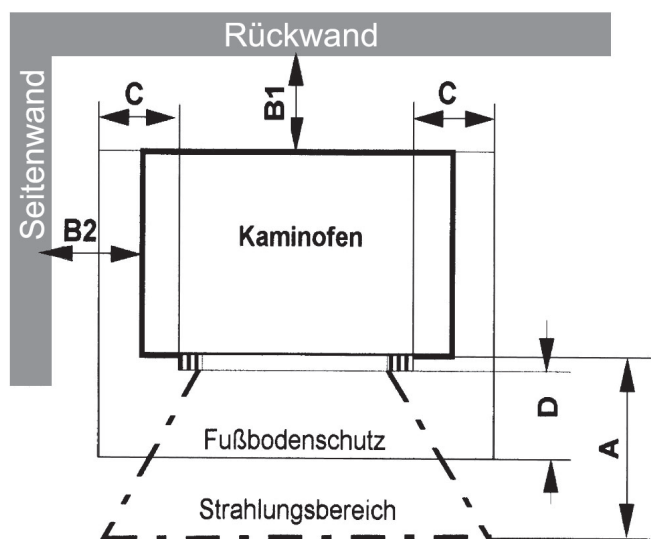 Rückwand
C
B1
C
Seitenwand
B2
Kaminofen
D
A
Fußbodenschutz
Strahlungsbereich